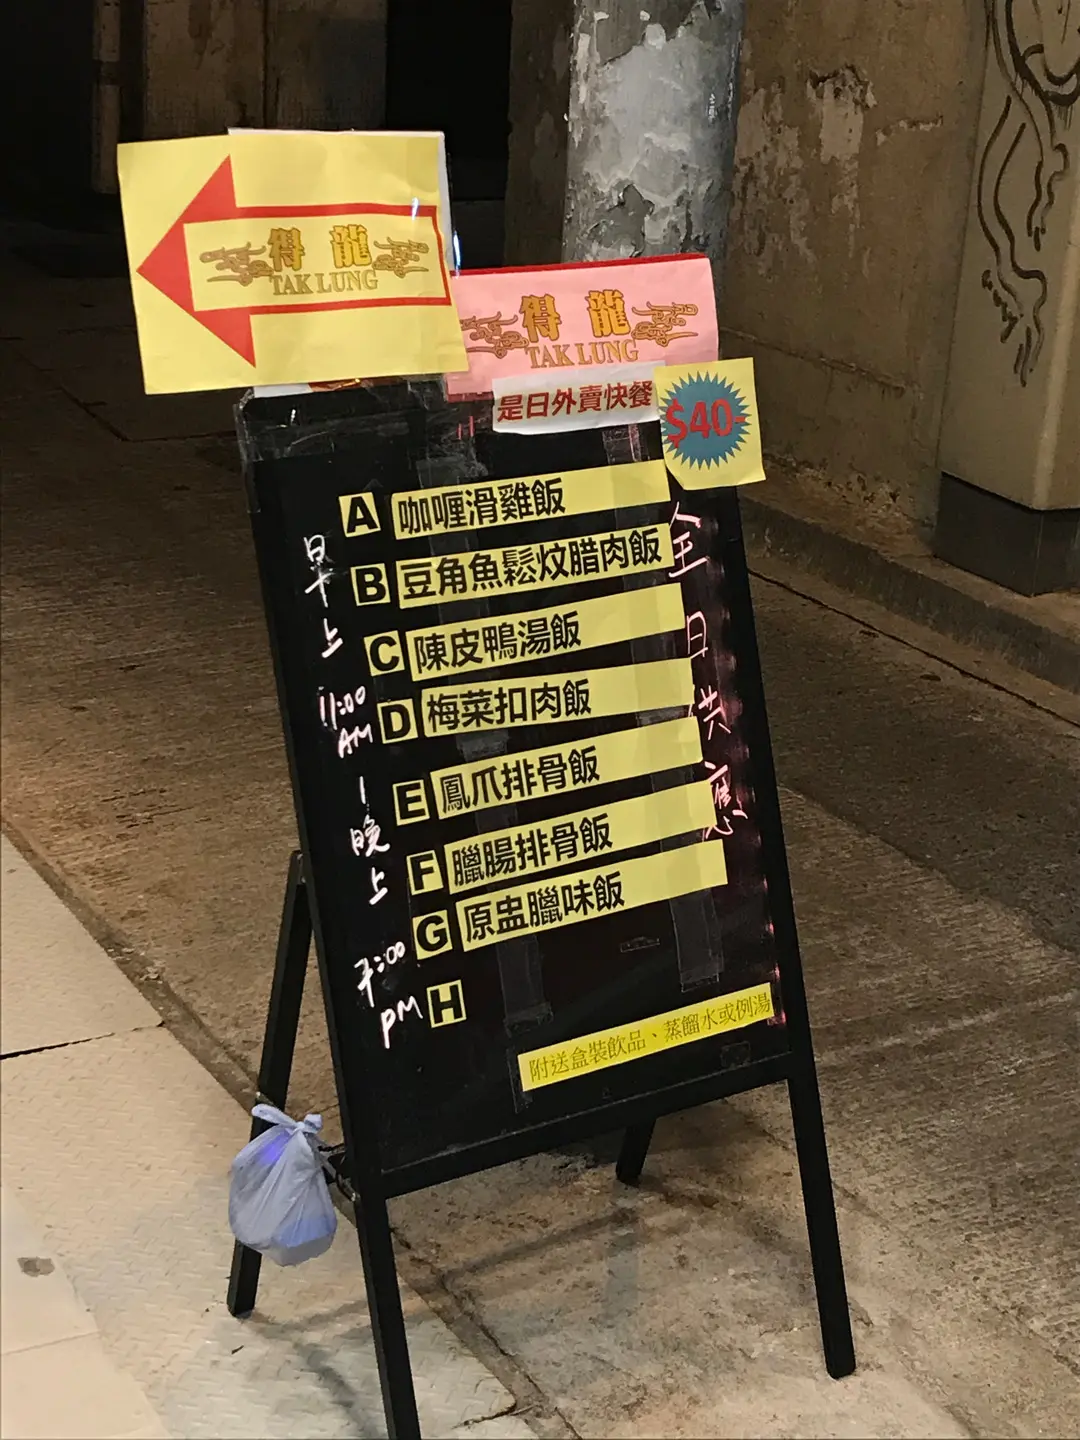 得龍
TAK LUNG
得龍
TAK LUNG
是日外賣快餐
$40-
A 咖喱滑雞飯
B 豆角魚鬆炆腊肉飯
C 陳皮鴨湯飯
D 梅菜扣肉飯
E 鳳爪排骨飯
F 臘腸排骨飯
G 原盅臘味飯
H
早上
11:00
AM
|
晚上
7:00
PM
全日供應
附送盒裝飲品、蒸餾水或例湯